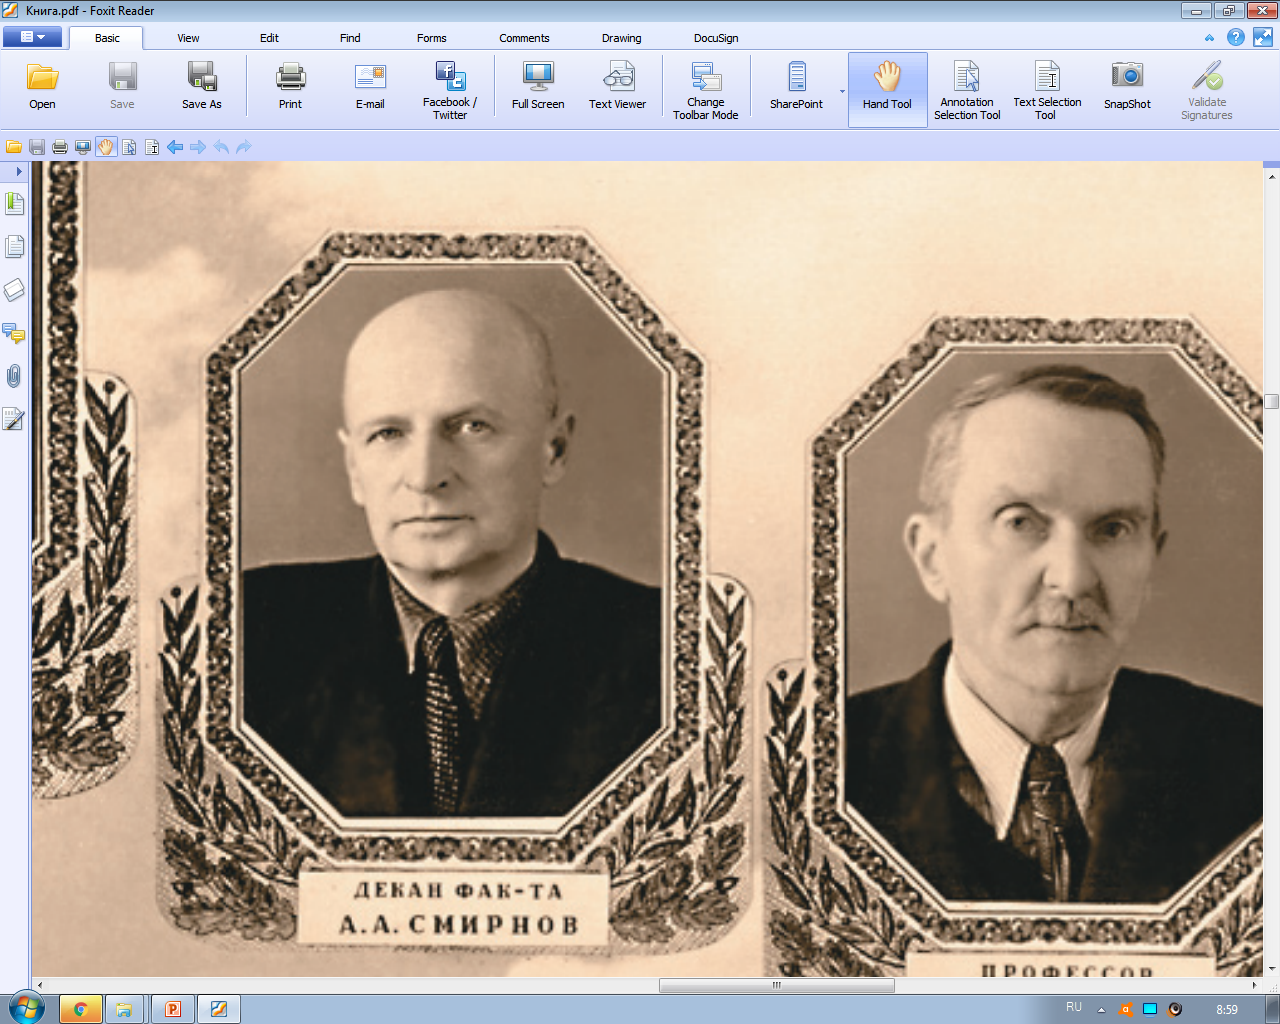 Книга.pdf - Foxit Reader
Basic View Edit Find Forms Comments Drawing DocuSign
Open Save Save As Print E-mail Facebook / Twitter Full Screen Text Viewer Change Toolbar Mode SharePoint Hand Tool Annotation Selection Tool Text Selection Tool SnapShot Validate Signatures
ДЕКАН ФАК-ТА
А.А.СМИРНОВ
ПРОФЕССОР
RU 8:59